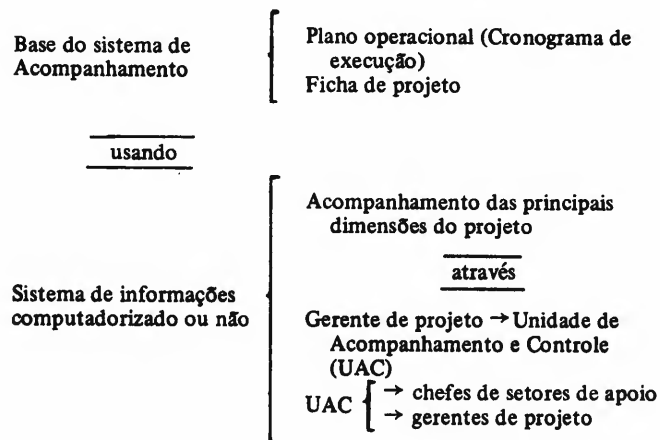 Base do sistema de
Acompanhamento
Plano operacional (Cronograma de
execução)
Ficha de projeto
usando
Sistema de informações
computadorizado ou não
Acompanhamento das principais
dimensões do projeto
através
Gerente de projeto → Unidade de
Acompanhamento e Controle
(UAC)
UAC
→ chefes de setores de apoio
→ gerentes de projeto